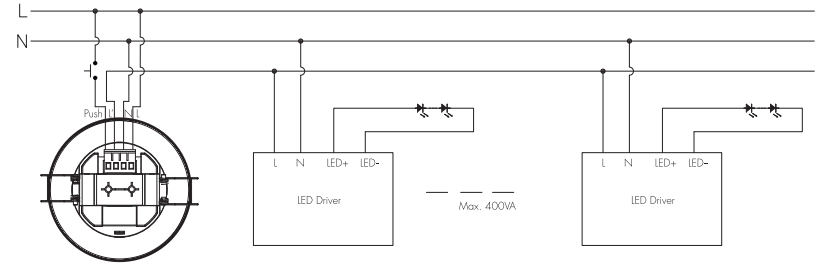 L
N
Push L' N L
L N LED+ LED-
LED Driver
Max. 400VA
L N LED+ LED-
LED Driver